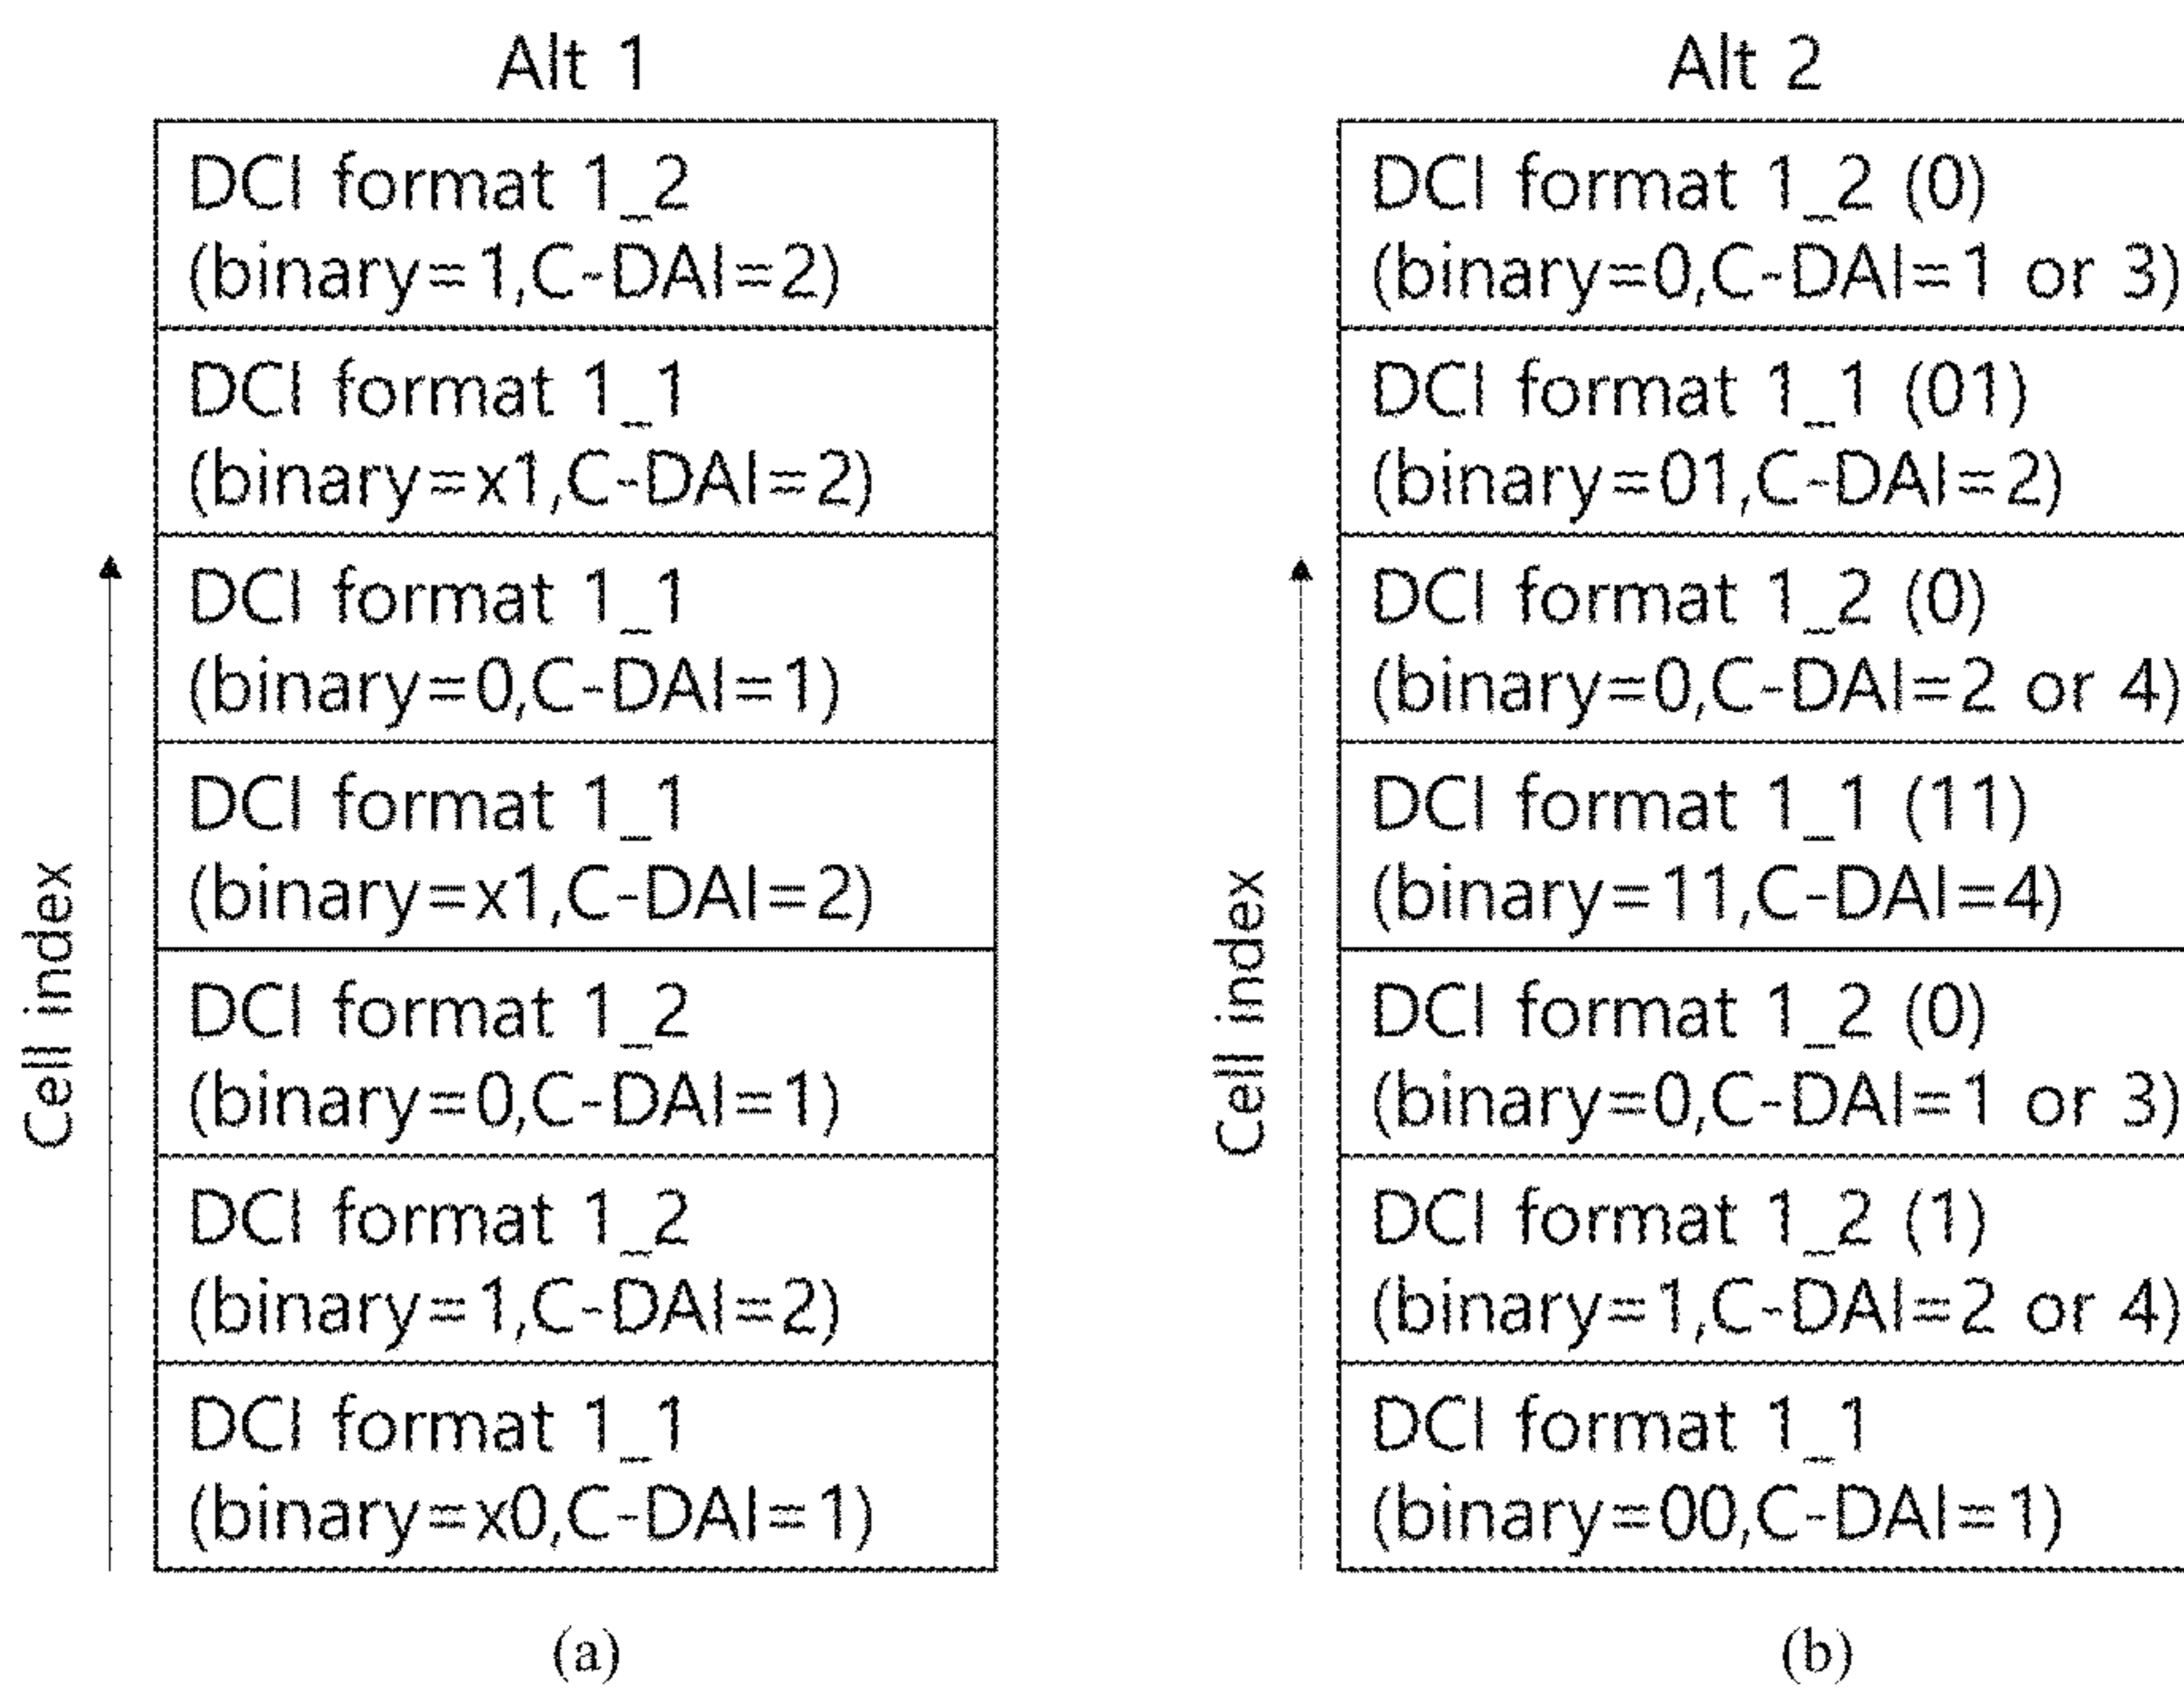 Alt 1
DCI format 1_2
(binary=1,C-DAI=2)
DCI format 1_1
(binary=x1,C-DAI=2)
DCI format 1_1
(binary=0,C-DAI=1)
DCI format 1_1
(binary=x1,C-DAI=2)
DCI format 1_2
(binary=0,C-DAI=1)
DCI format 1_2
(binary=1,C-DAI=2)
DCI format 1_1
(binary=x0,C-DAI=1)
Cell index
(a)
Alt 2
DCI format 1_2 (0)
(binary=0,C-DAI=1 or 3)
DCI format 1_1 (01)
(binary=01,C-DAI=2)
DCI format 1_2 (0)
(binary=0,C-DAI=2 or 4)
DCI format 1_1 (11)
(binary=11,C-DAI=4)
DCI format 1_2 (0)
(binary=0,C-DAI=1 or 3)
DCI format 1_2 (1)
(binary=1,C-DAI=2 or 4)
DCI format 1_1
(binary=00,C-DAI=1)
Cell index
(b)